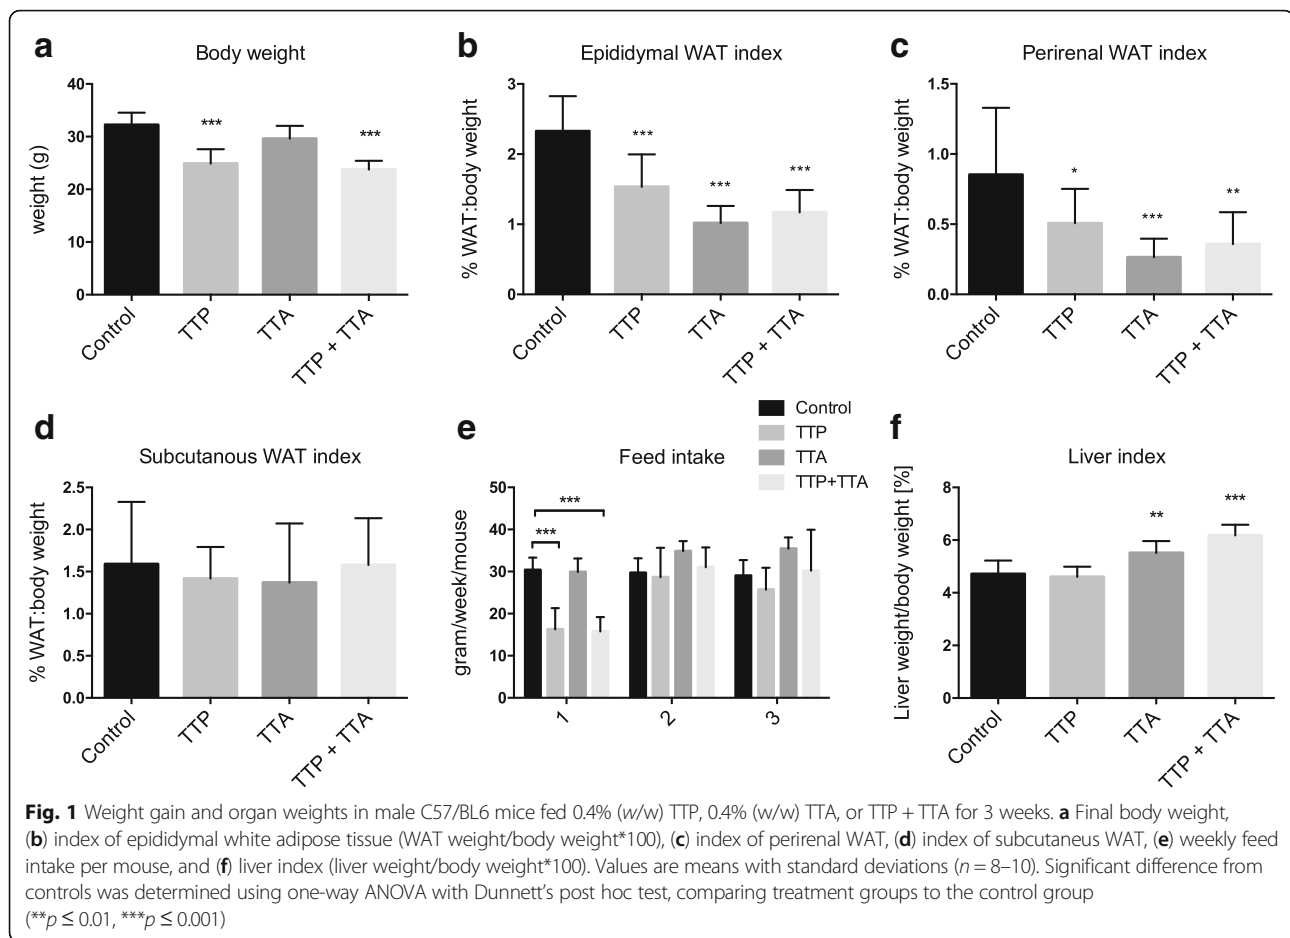 a
Body weight
weight (g)
40
30
20
10
0
***
***
Control
TTP
TTA
TTP + TTA
b
Epididymal WAT index
% WAT:body weight
3
2
1
0
***
***
***
Control
TTP
TTA
TTP + TTA
c
Perirenal WAT index
% WAT:body weight
1.5
1.0
0.5
0.0
*
***
**
Control
TTP
TTA
TTP + TTA
d
Subcutanous WAT index
% WAT:body weight
2.5
2.0
1.5
1.0
0.5
0.0
Control
TTP
TTA
TTP + TTA
e
Feed intake
Control
TTP
TTA
TTP+TTA
gram/week/mouse
50
40
30
20
10
0
***
***
1
2
3
f
Liver index
Liver weight/body weight [%]
8
6
4
2
0
**
***
Control
TTP
TTA
TTP + TTA
Fig. 1 Weight gain and organ weights in male C57/BL6 mice fed 0.4% (w/w) TTP, 0.4% (w/w) TTA, or TTP + TTA for 3 weeks. a Final body weight,
(b) index of epididymal white adipose tissue (WAT weight/body weight*100), (c) index of perirenal WAT, (d) index of subcutaneus WAT, (e) weekly feed
intake per mouse, and (f) liver index (liver weight/body weight*100). Values are means with standard deviations (n = 8–10). Significant difference from
controls was determined using one-way ANOVA with Dunnett's post hoc test, comparing treatment groups to the control group
(**p ≤ 0.01, ***p ≤ 0.001)